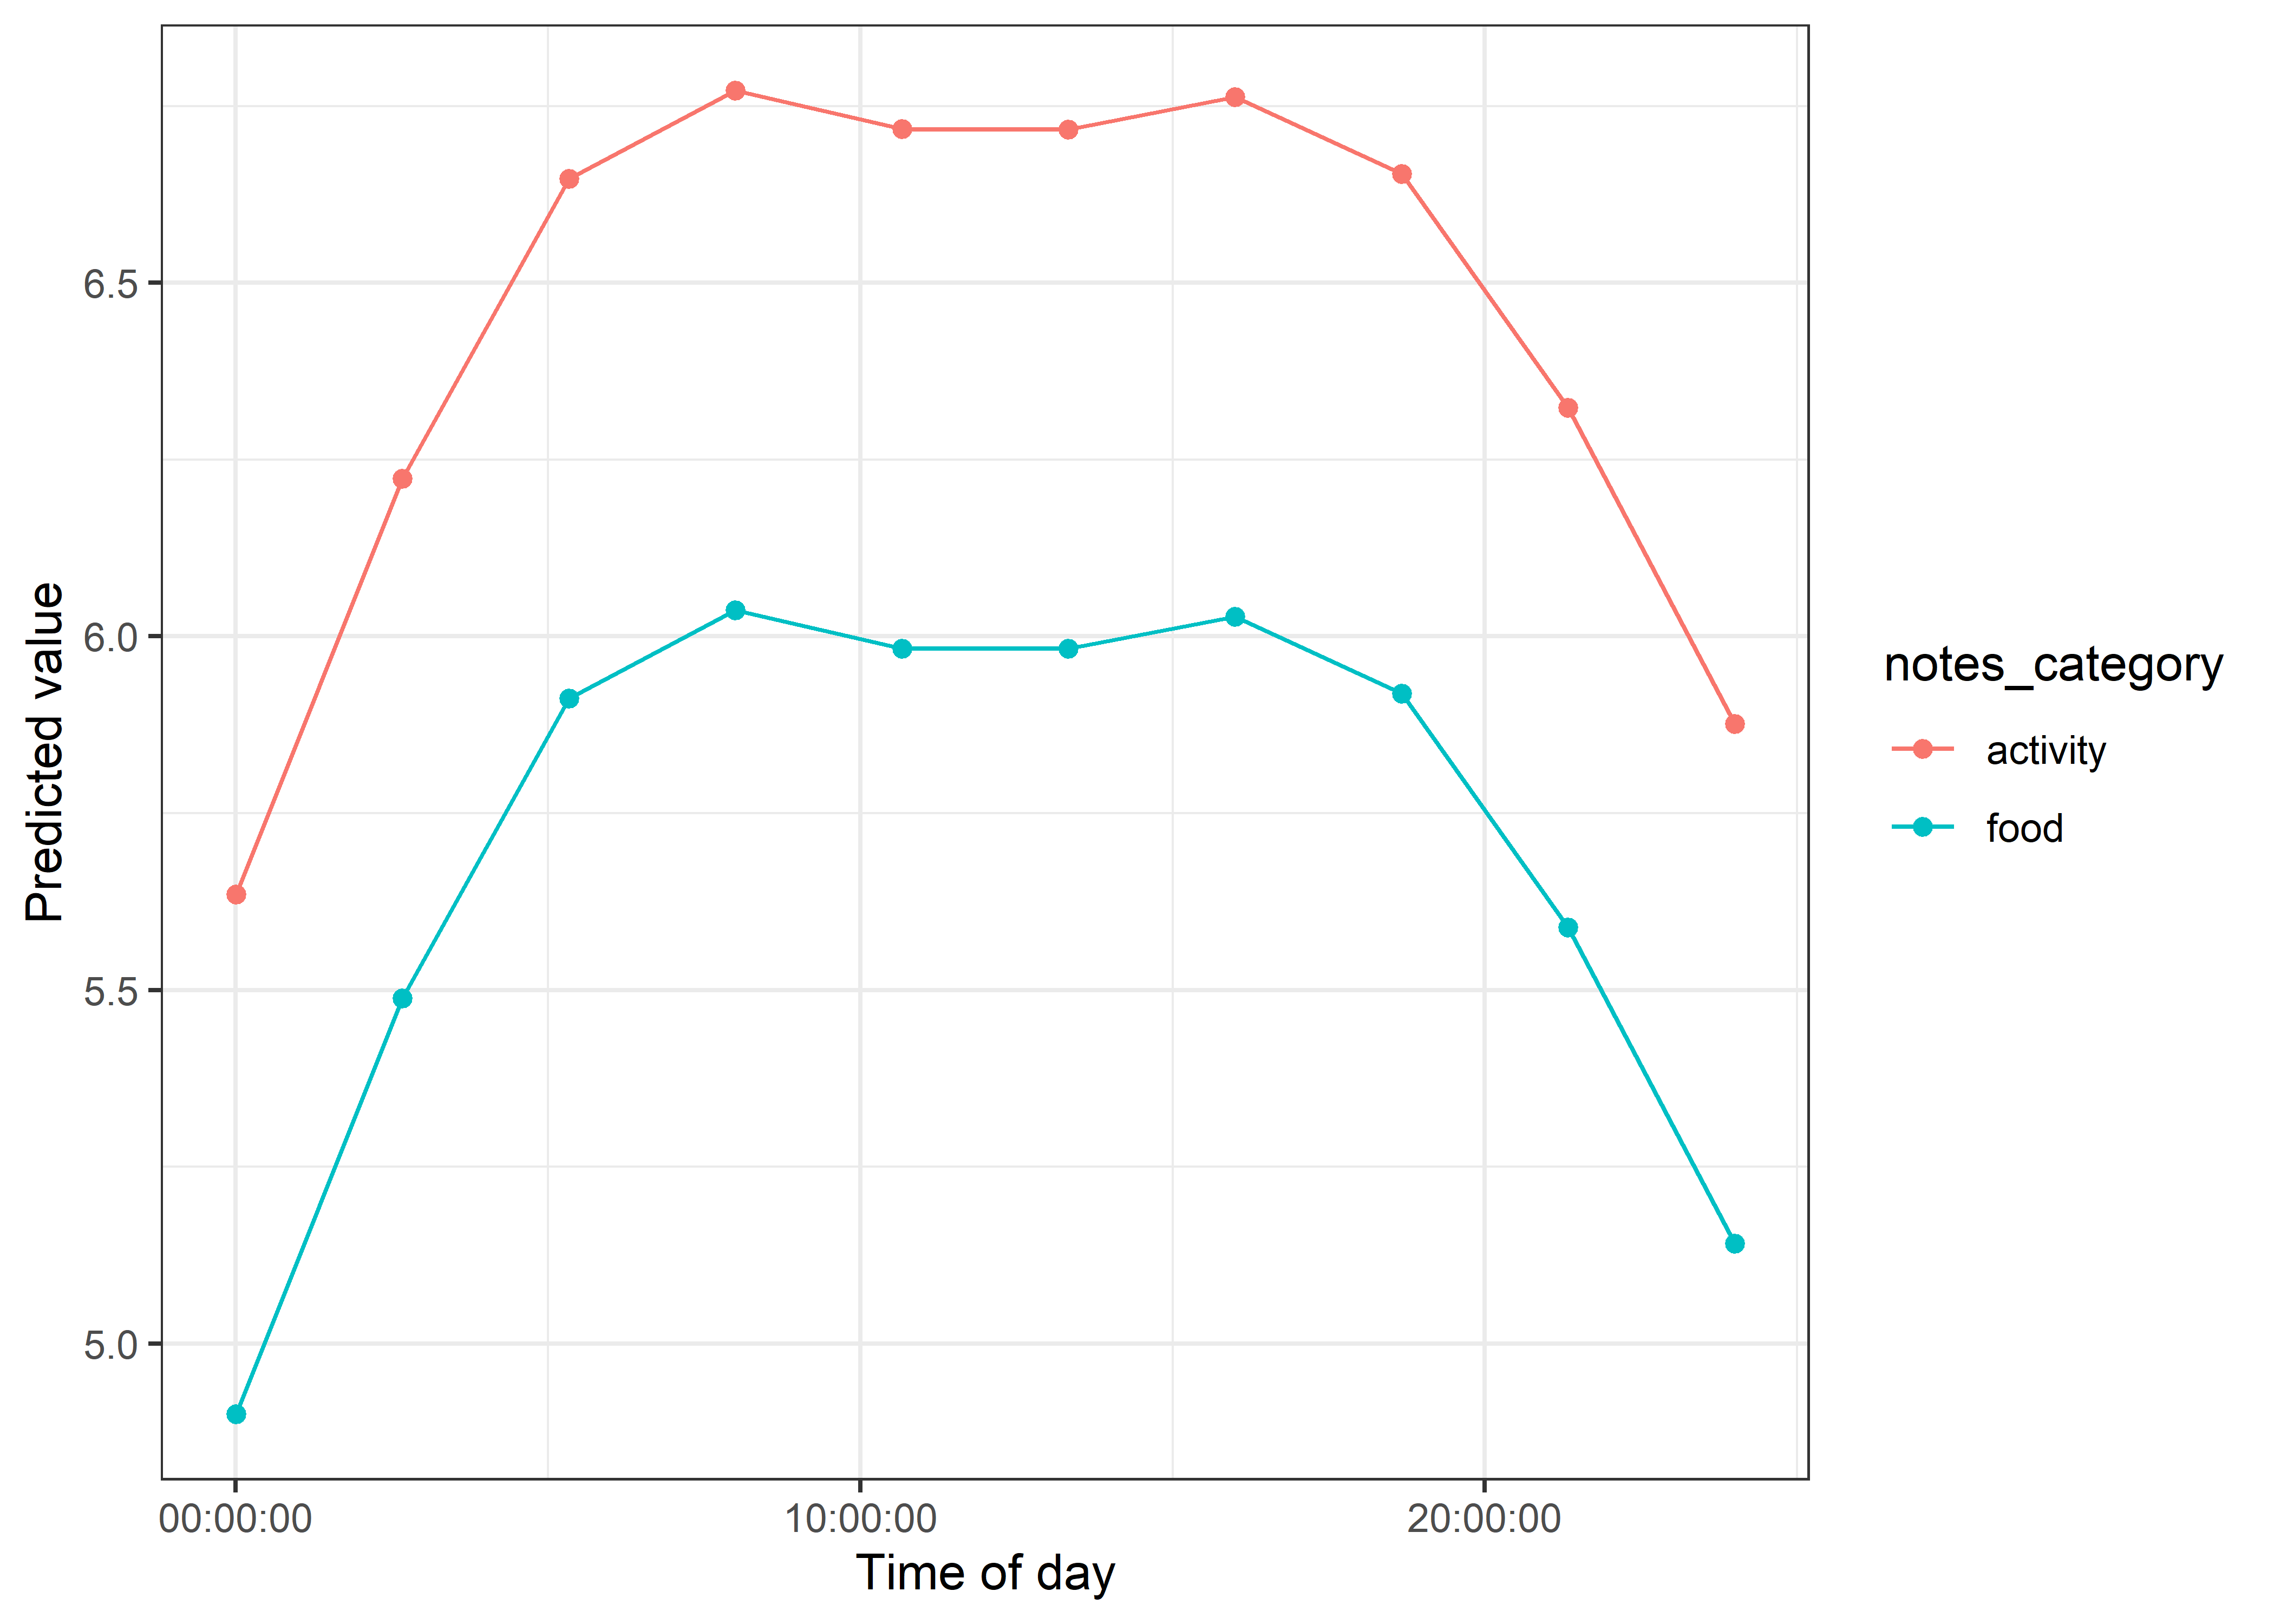 Predicted value
6.5
6.0
5.5
5.0
00:00:00
10:00:00
20:00:00
Time of day
notes_category
activity
food